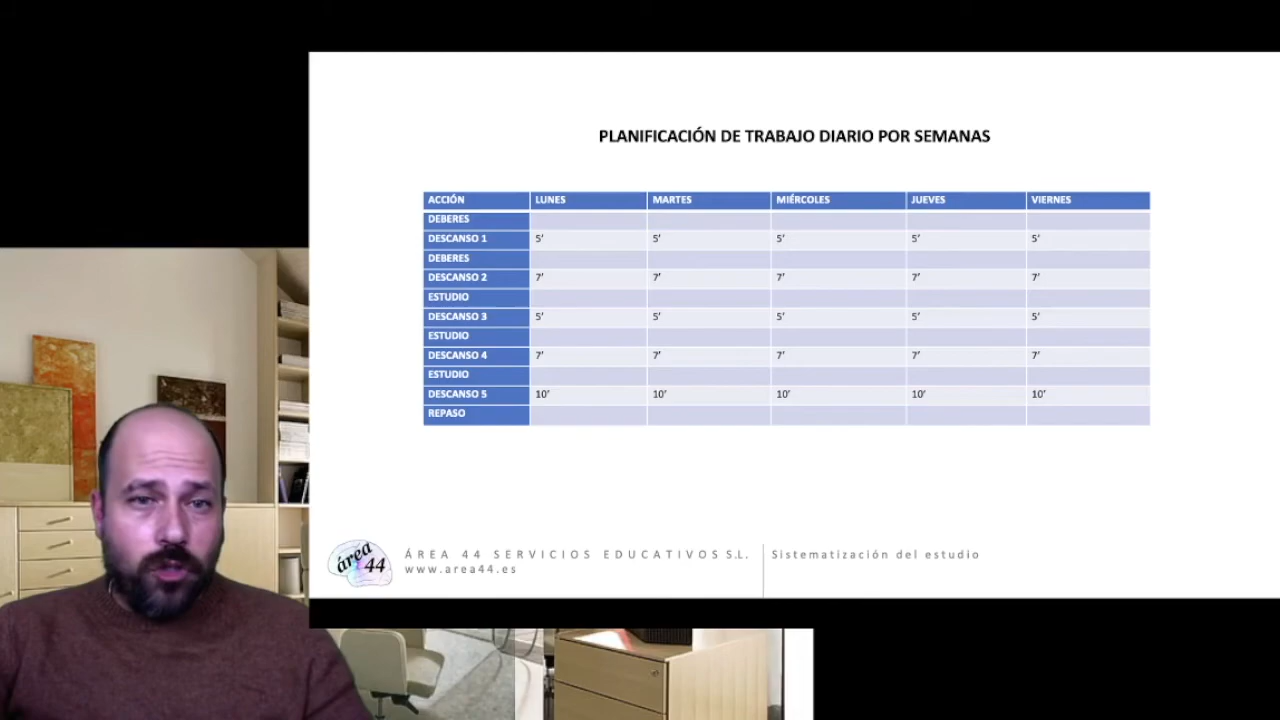 PLANIFICACIÓN DE TRABAJO DIARIO POR SEMANAS
ACCIÓN LUNES MARTES MIÉRCOLES JUEVES VIERNES
DEBERES
DESCANSO 1 5' 5' 5' 5' 5'
DEBERES
DESCANSO 2 7' 7' 7' 7' 7'
ESTUDIO
DESCANSO 3 5' 5' 5' 5' 5'
ESTUDIO
DESCANSO 4 7' 7' 7' 7' 7'
ESTUDIO
DESCANSO 5 10' 10' 10' 10' 10'
REPASO
área
44
ÁREA 44 SERVICIOS EDUCATIVOS S.L.
www.area44.es
Sistematización del estudio